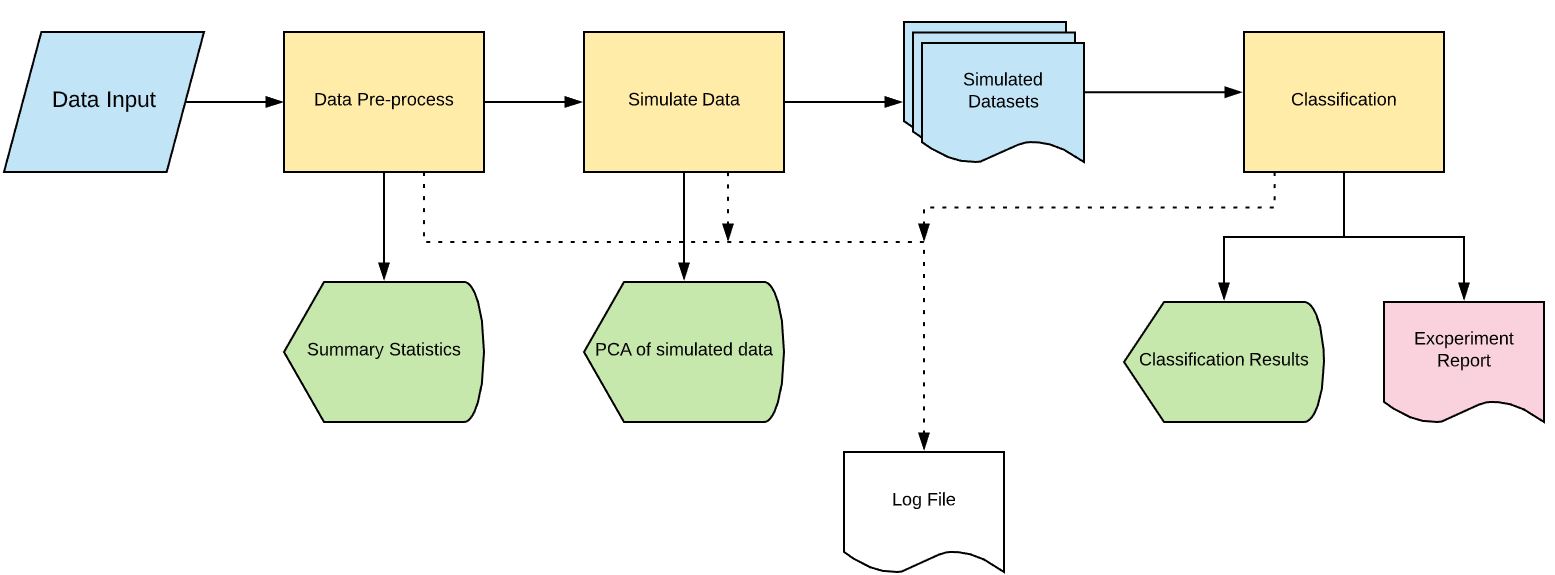 Data Input
Data Pre-process
Simulate Data
Simulated
Datasets
Classification
Summary Statistics
PCA of simulated data
Classification Results
Excperiment
Report
Log File